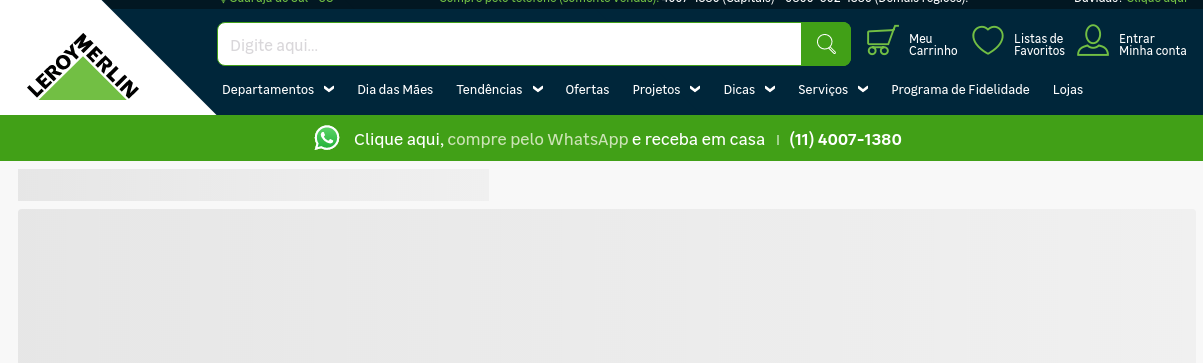 LEROY MERLIN
Digite aqui...
Meu
Carrinho
Listas de
Favoritos
Entrar
Minha conta
Departamentos
Dia das Mães
Tendências
Ofertas
Projetos
Dicas
Serviços
Programa de Fidelidade
Lojas
Clique aqui, compre pelo WhatsApp e receba em casa | (11) 4007-1380